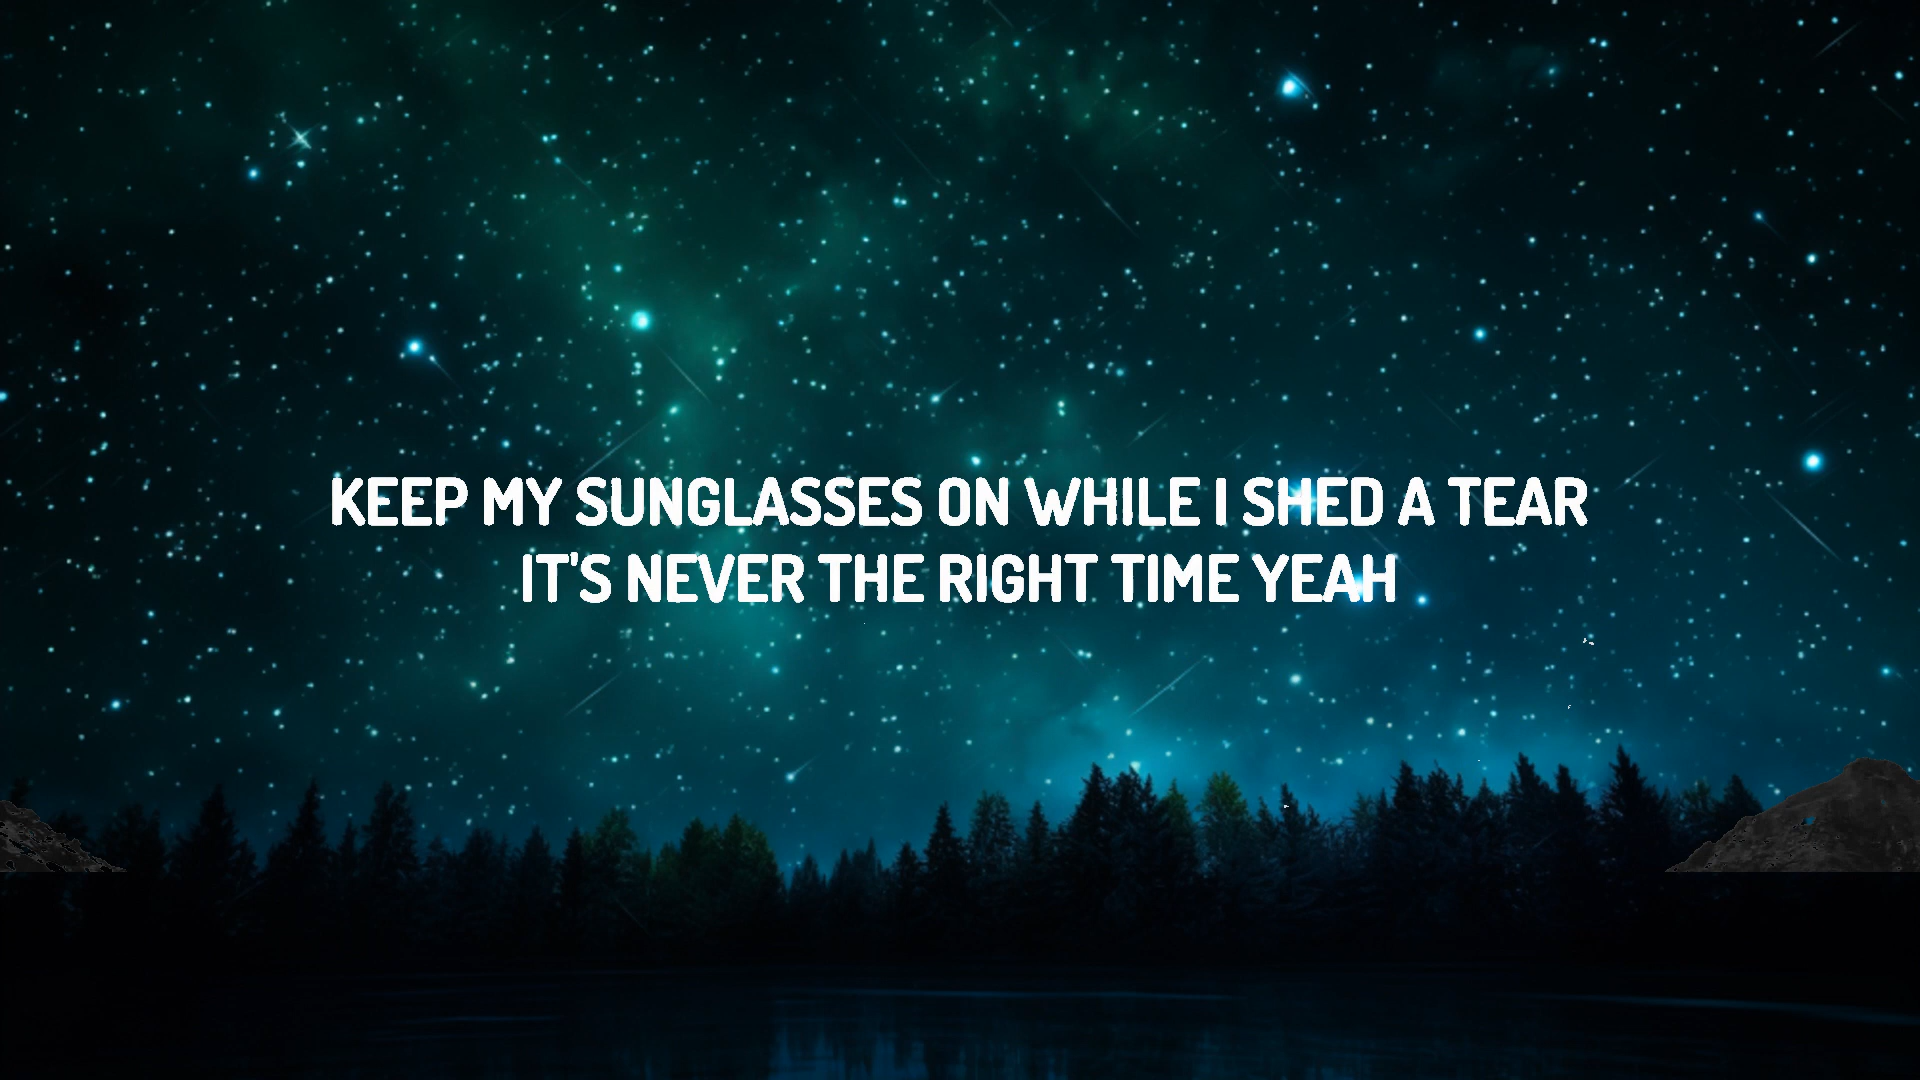 KEEP MY SUNGLASSES ON WHILE I SHED A TEAR
IT'S NEVER THE RIGHT TIME YEAH